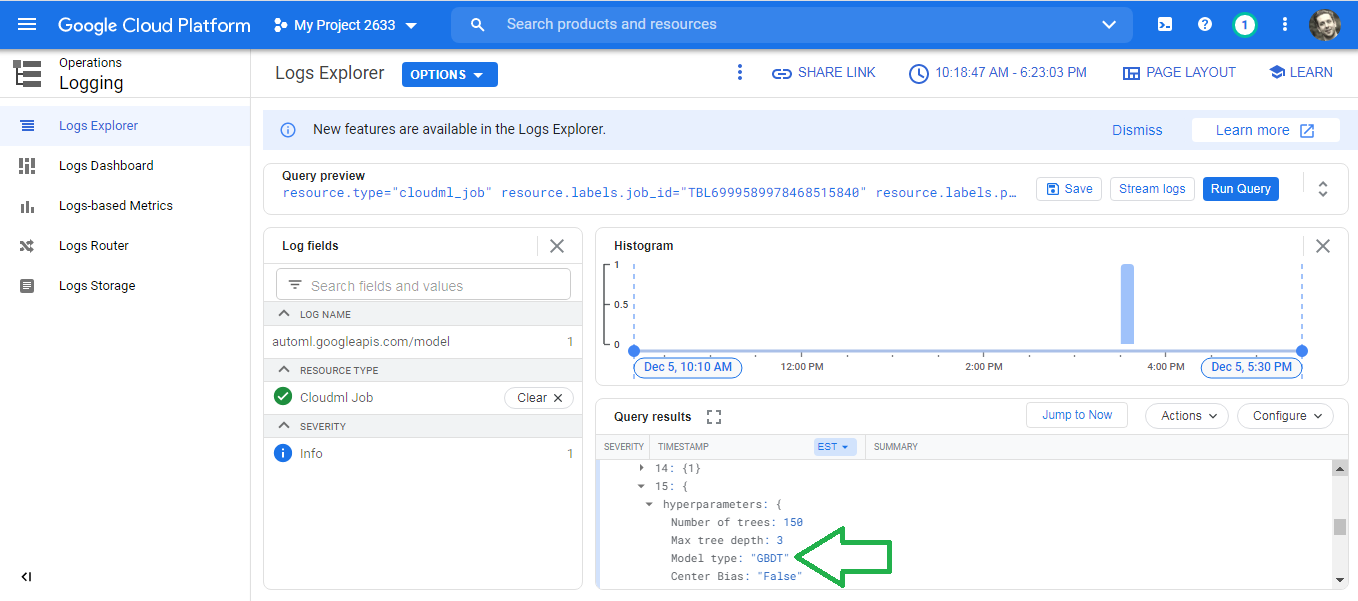 Google Cloud Platform
My Project 2633
Search products and resources
1
Operations
Logging
Logs Explorer
OPTIONS
SHARE LINK
10:18:47 AM - 6:23:03 PM
PAGE LAYOUT
LEARN
Logs Explorer
Logs Dashboard
Logs-based Metrics
Logs Router
Logs Storage
New features are available in the Logs Explorer.
Dismiss
Learn more
Query preview
resource.type="cloudml_job" resource.labels.job_id="TBL6999589978468515840" resource.labels.p…
Save
Stream logs
Run Query
Log fields
Search fields and values
LOG NAME
automl.googleapis.com/model 1
RESOURCE TYPE
Cloudml Job
Clear
SEVERITY
Info 1
Histogram
1
0.5
0
Dec 5, 10:10 AM
12:00 PM
2:00 PM
4:00 PM
Dec 5, 5:30 PM
Query results
Jump to Now
Actions
Configure
SEVERITY TIMESTAMP EST SUMMARY
14: {1}
15: {
hyperparameters: {
Number of trees: 150
Max tree depth: 3
Model type: "GBDT"
Center Bias: "False"